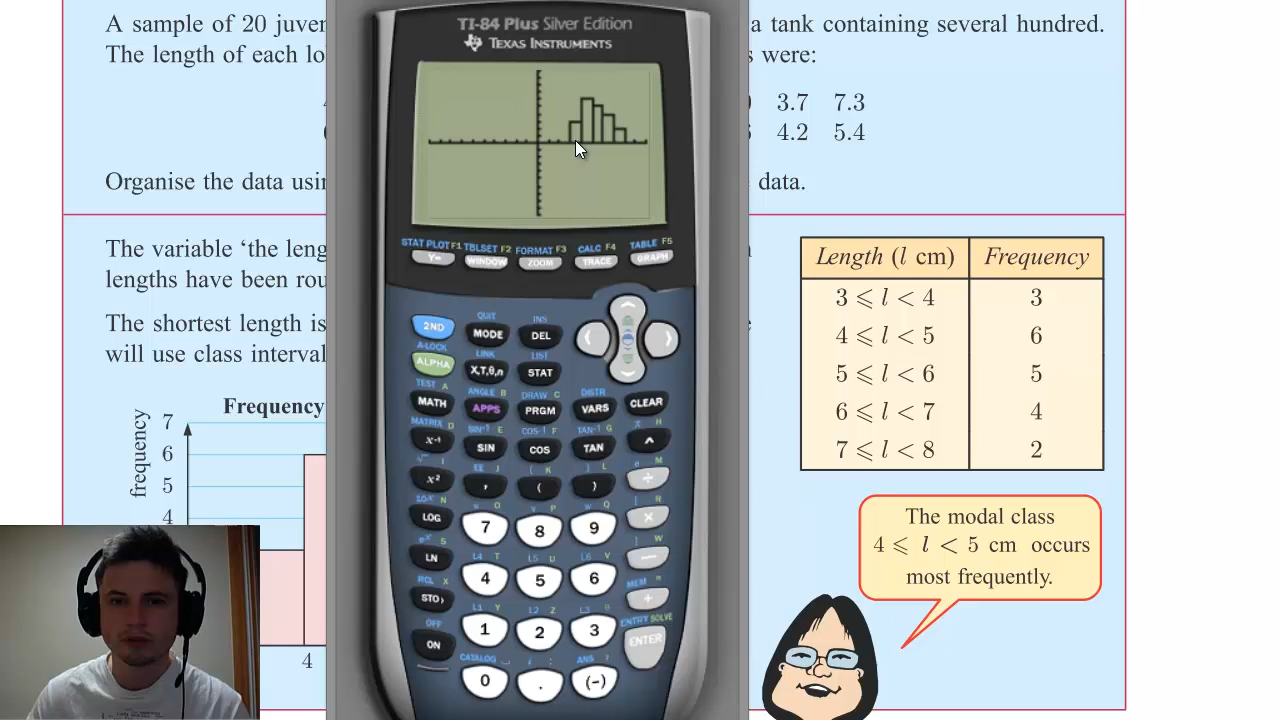 A sample of 20 juven
a tank containing several hundred.
The length of each lo
s were:
3.7 7.3
4.2 5.4
Organise the data usin
data.
The variable ‘the leng
lengths have been rou
The shortest length is
will use class interval
Length (l cm) Frequency
3 ⩽ l < 4 3
4 ⩽ l < 5 6
5 ⩽ l < 6 5
6 ⩽ l < 7 4
7 ⩽ l < 8 2
Frequency
frequency
7
6
5
4
4
The modal class
4 ⩽ l < 5 cm occurs
most frequently.
TI-84 Plus Silver Edition
TEXAS INSTRUMENTS
STAT PLOT F1 TBLSET F2 FORMAT F3 CALC F4 TABLE F5
Y= WINDOW ZOOM TRACE GRAPH
QUIT INS
2ND MODE DEL
A-LOCK LINK LIST
ALPHA X,T,θ,n STAT
TEST A ANGLE B DRAW C DISTR
MATH APPS PRGM VARS CLEAR
MATRIX D SIN⁻¹ E COS⁻¹ F TAN⁻¹ G H
x⁻¹ SIN COS TAN ^
EE J { K } L M
x² , ( ) ÷
O P Q R
LOG 7 8 9 ×
S L4 T L5 U L6 V W
LN 4 5 6 −
RCL X L1 Y L2 Z L3 MEM
STO› 1 2 3 +
OFF CATALOG ANS ? ENTRY SOLVE
ON 0 . (−) ENTER